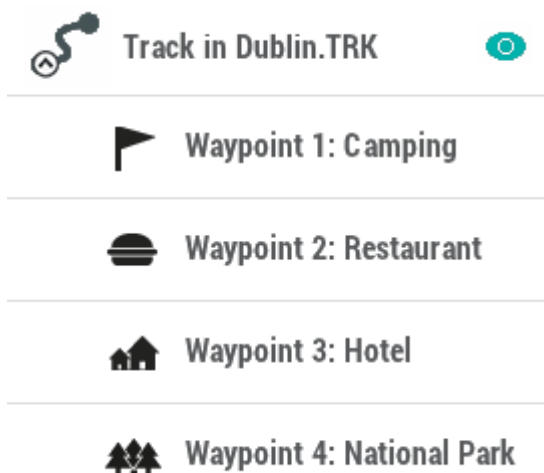 Track in Dublin.TRK
Waypoint 1: Camping
Waypoint 2: Restaurant
Waypoint 3: Hotel
Waypoint 4: National Park